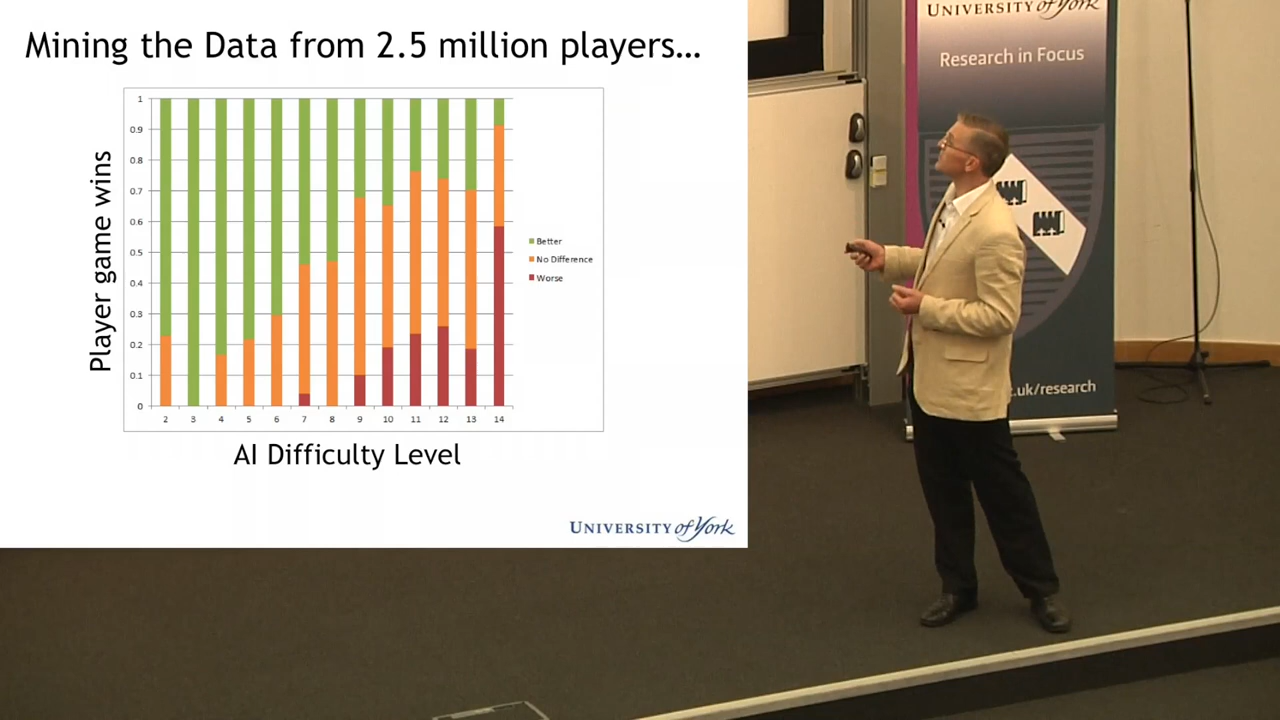 Mining the Data from 2.5 million players…
Player game wins
1
0.9
0.8
0.7
0.6
0.5
0.4
0.3
0.2
0.1
0
2 3 4 5 6 7 8 9 10 11 12 13 14
Better
No Difference
Worse
AI Difficulty Level
UNIVERSITY of York
UNIVERSITY of York
Research in Focus
.uk/research